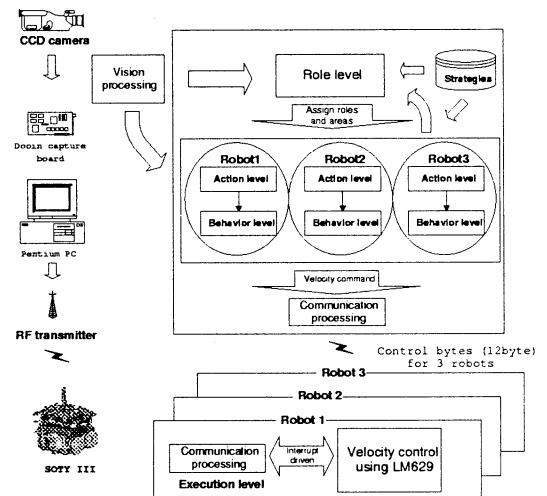 CCD camera
Dooin capture
board
Pentium PC
RF transmitter
SOTY III
Vision
processing
Role level
Strategies
Assign roles
and areas
Robot1
Action level
Behavior level
Robot2
Action level
Behavior level
Robot3
Action level
Behavior level
Velocity command
Communication
processing
Control bytes (12byte)
for 3 robots
Robot 3
Robot 2
Robot 1
Communication
processing
Interrupt
driven
Velocity control
using LM629
Execution level